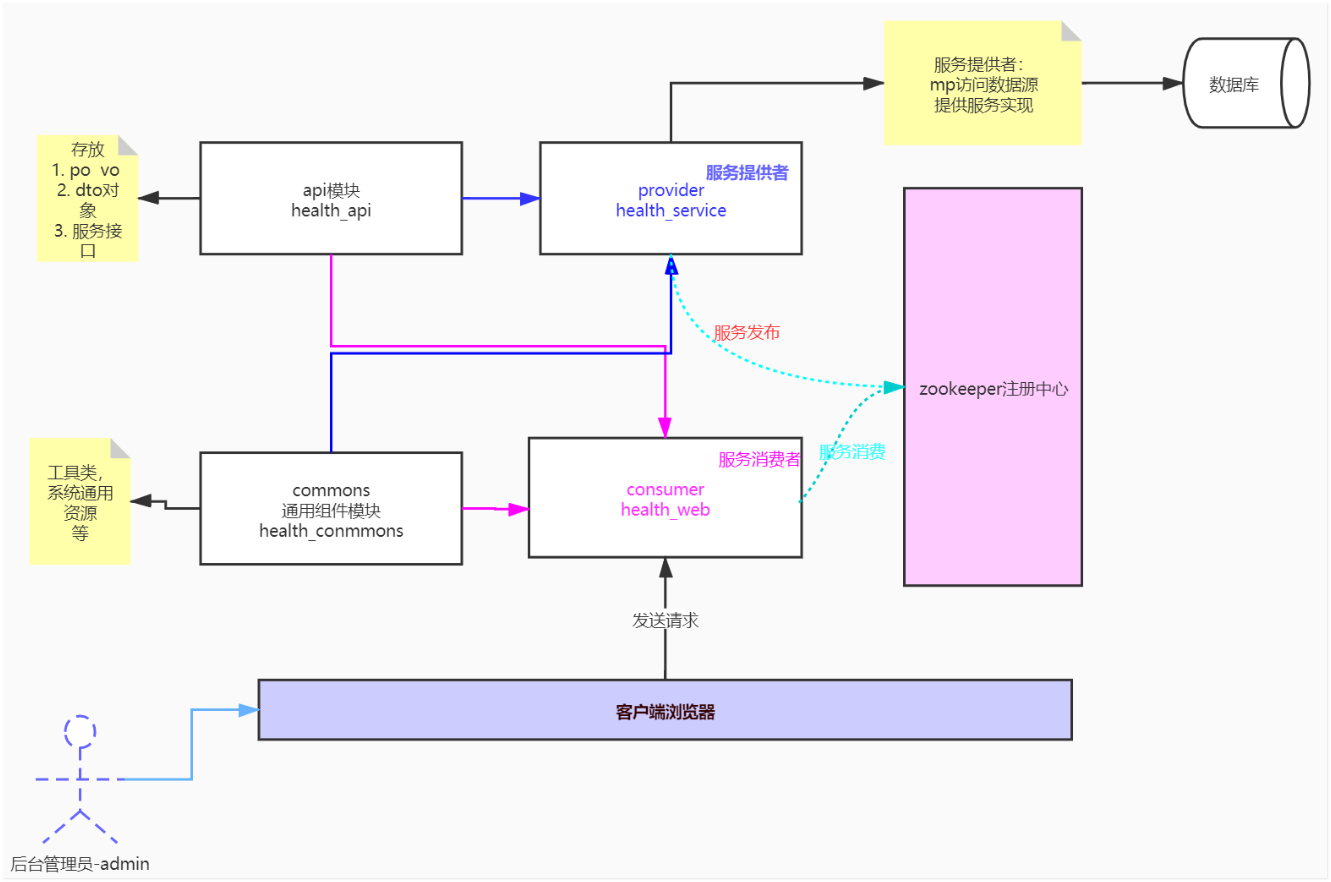 服务提供者：
mp访问数据源
提供服务实现
数据库
存放
1. po  vo
2. dto对
象
3. 服务接
口
api模块
health_api
服务提供者
provider
health_service
服务发布
zookeeper注册中心
工具类，
系统通用
资源
等
commons
通用组件模块
health_conmmons
服务消费者
consumer
health_web
服务消费
发送请求
客户端浏览器
后台管理员-admin